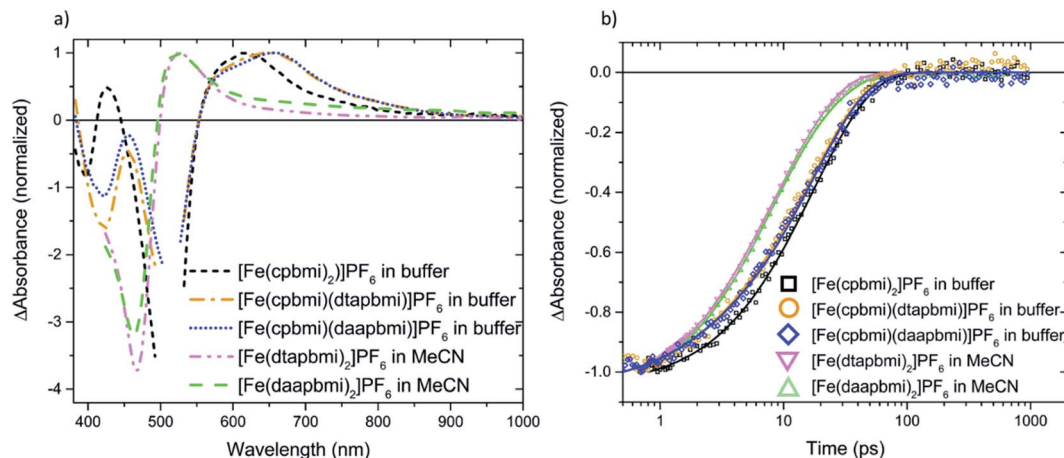 a)
1
0
-1
-2
-3
-4
400 500 600 700 800 900 1000
ΔAbsorbance (normalized)
Wavelength (nm)
[Fe(cpbmi)₂)]PF₆ in buffer
[Fe(cpbmi)(dtapbmi)]PF₆ in buffer
[Fe(cpbmi)(daapbmi)]PF₆ in buffer
[Fe(dtapbmi)₂]PF₆ in MeCN
[Fe(daapbmi)₂]PF₆ in MeCN
b)
0.0
-0.2
-0.4
-0.6
-0.8
-1.0
1 10 100 1000
ΔAbsorbance (normalized)
Time (ps)
[Fe(cpbmi)₂]PF₆ in buffer
[Fe(cpbmi)(dtapbmi)]PF₆ in buffer
[Fe(cpbmi)(daapbmi)]PF₆ in buffer
[Fe(dtapbmi)₂]PF₆ in MeCN
[Fe(daapbmi)₂]PF₆ in MeCN